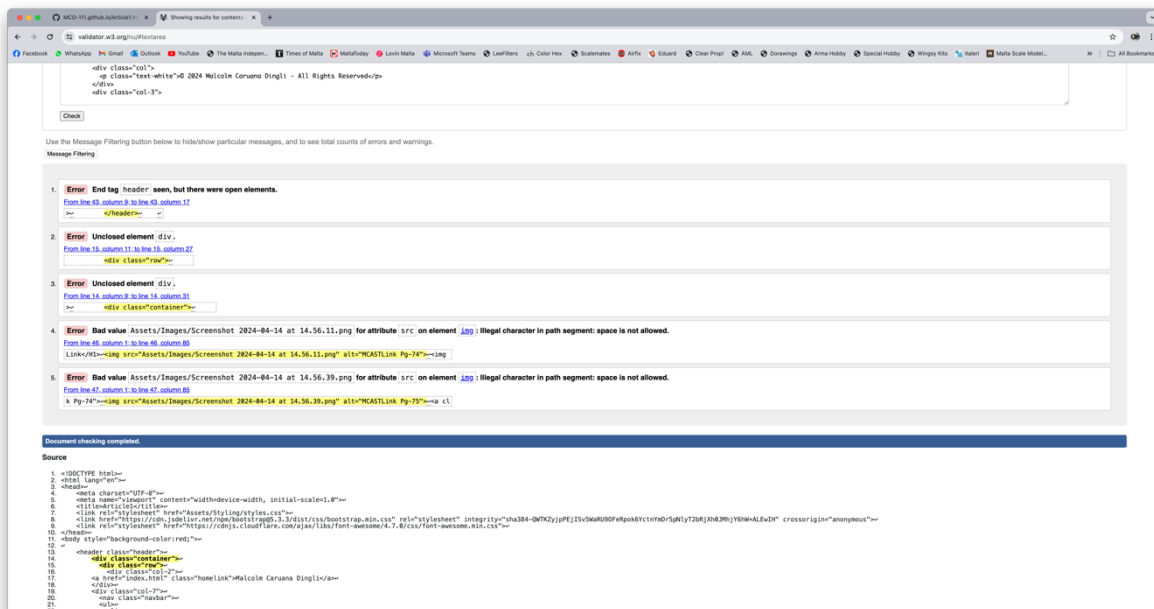 MCD-111.github.io/Article1.h
Showing results for contents
validator.w3.org/nu/#textarea
Facebook WhatsApp Gmail Outlook YouTube The Malta Indepen... Times of Malta MaltaToday Lovin Malta Microsoft Teams LeeFilters Color Hex Scalemates Airfix Eduard Clear Prop! AML Dorawings Arma Hobby Special Hobby Wingsy Kits Italeri Malta Scale Model... » All Bookmarks
<div class="col">
<p class="text-white">© 2024 Malcolm Caruana Dingli - All Rights Reserved</p>
</div>
<div class="col-3">
Check
Use the Message Filtering button below to hide/show particular messages, and to see total counts of errors and warnings.
Message Filtering
1. Error End tag header seen, but there were open elements.
From line 43, column 9; to line 43, column 17
>↩ </header>↩ ↩
2. Error Unclosed element div.
From line 15, column 11; to line 15, column 27
<div class="row">↩
3. Error Unclosed element div.
From line 14, column 9; to line 14, column 31
>↩ <div class="container">↩
4. Error Bad value Assets/Images/Screenshot 2024-04-14 at 14.56.11.png for attribute src on element img: Illegal character in path segment: space is not allowed.
From line 46, column 1; to line 46, column 85
Link</H1>↩<img src="Assets/Images/Screenshot 2024-04-14 at 14.56.11.png" alt="MCASTLink Pg-74">↩<img
5. Error Bad value Assets/Images/Screenshot 2024-04-14 at 14.56.39.png for attribute src on element img: Illegal character in path segment: space is not allowed.
From line 47, column 1; to line 47, column 85
k Pg-74">↩<img src="Assets/Images/Screenshot 2024-04-14 at 14.56.39.png" alt="MCASTLink Pg-75">↩<a cl
Document checking completed.
Source
1. <!DOCTYPE html>↩
2. <html lang="en">↩
3. <head>↩
4. <meta charset="UTF-8">↩
5. <meta name="viewport" content="width=device-width, initial-scale=1.0">↩
6. <title>Article1</title>↩
7. <link rel="stylesheet" href="Assets/Styling/styles.css">↩
8. <link href="https://cdn.jsdelivr.net/npm/bootstrap@5.3.3/dist/css/bootstrap.min.css" rel="stylesheet" crossorigin="anonymous">↩
9. <link rel="stylesheet" href="https://cdnjs.cloudflare.com/ajax/libs/font-awesome/4.7.0/css/font-awesome.min.css">↩
10. </head>↩
11. <body style="background-color:red;">↩
12. ↩
13. <header class="header">↩
14. <div class="container">↩
15. <div class="row">↩
16. <div class="col-2">↩
17. <a href="index.html" class="homelink">Malcolm Caruana Dingli</a>↩
18. </div>↩
19. <div class="col-7">↩
20. <nav class="navbar">↩
21. <ul>↩